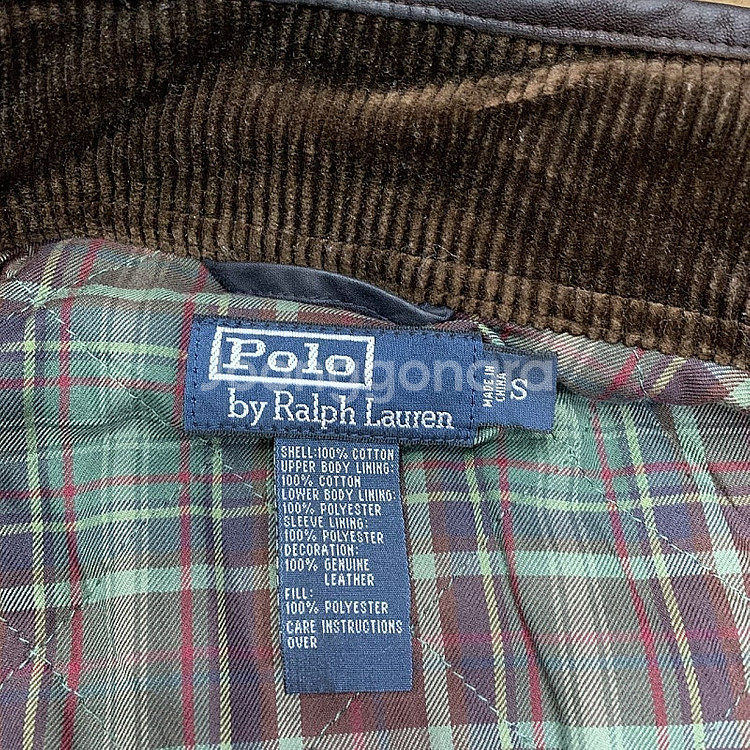 Polo
by Ralph Lauren
MADE IN
CHINA
S
SHELL:100% COTTON
UPPER BODY LINING:
100% COTTON
LOWER BODY LINING:
100% POLYESTER
SLEEVE LINING:
100% POLYESTER
DECORATION:
100% GENUINE
LEATHER
FILL:
100% POLYESTER
CARE INSTRUCTIONS
OVER